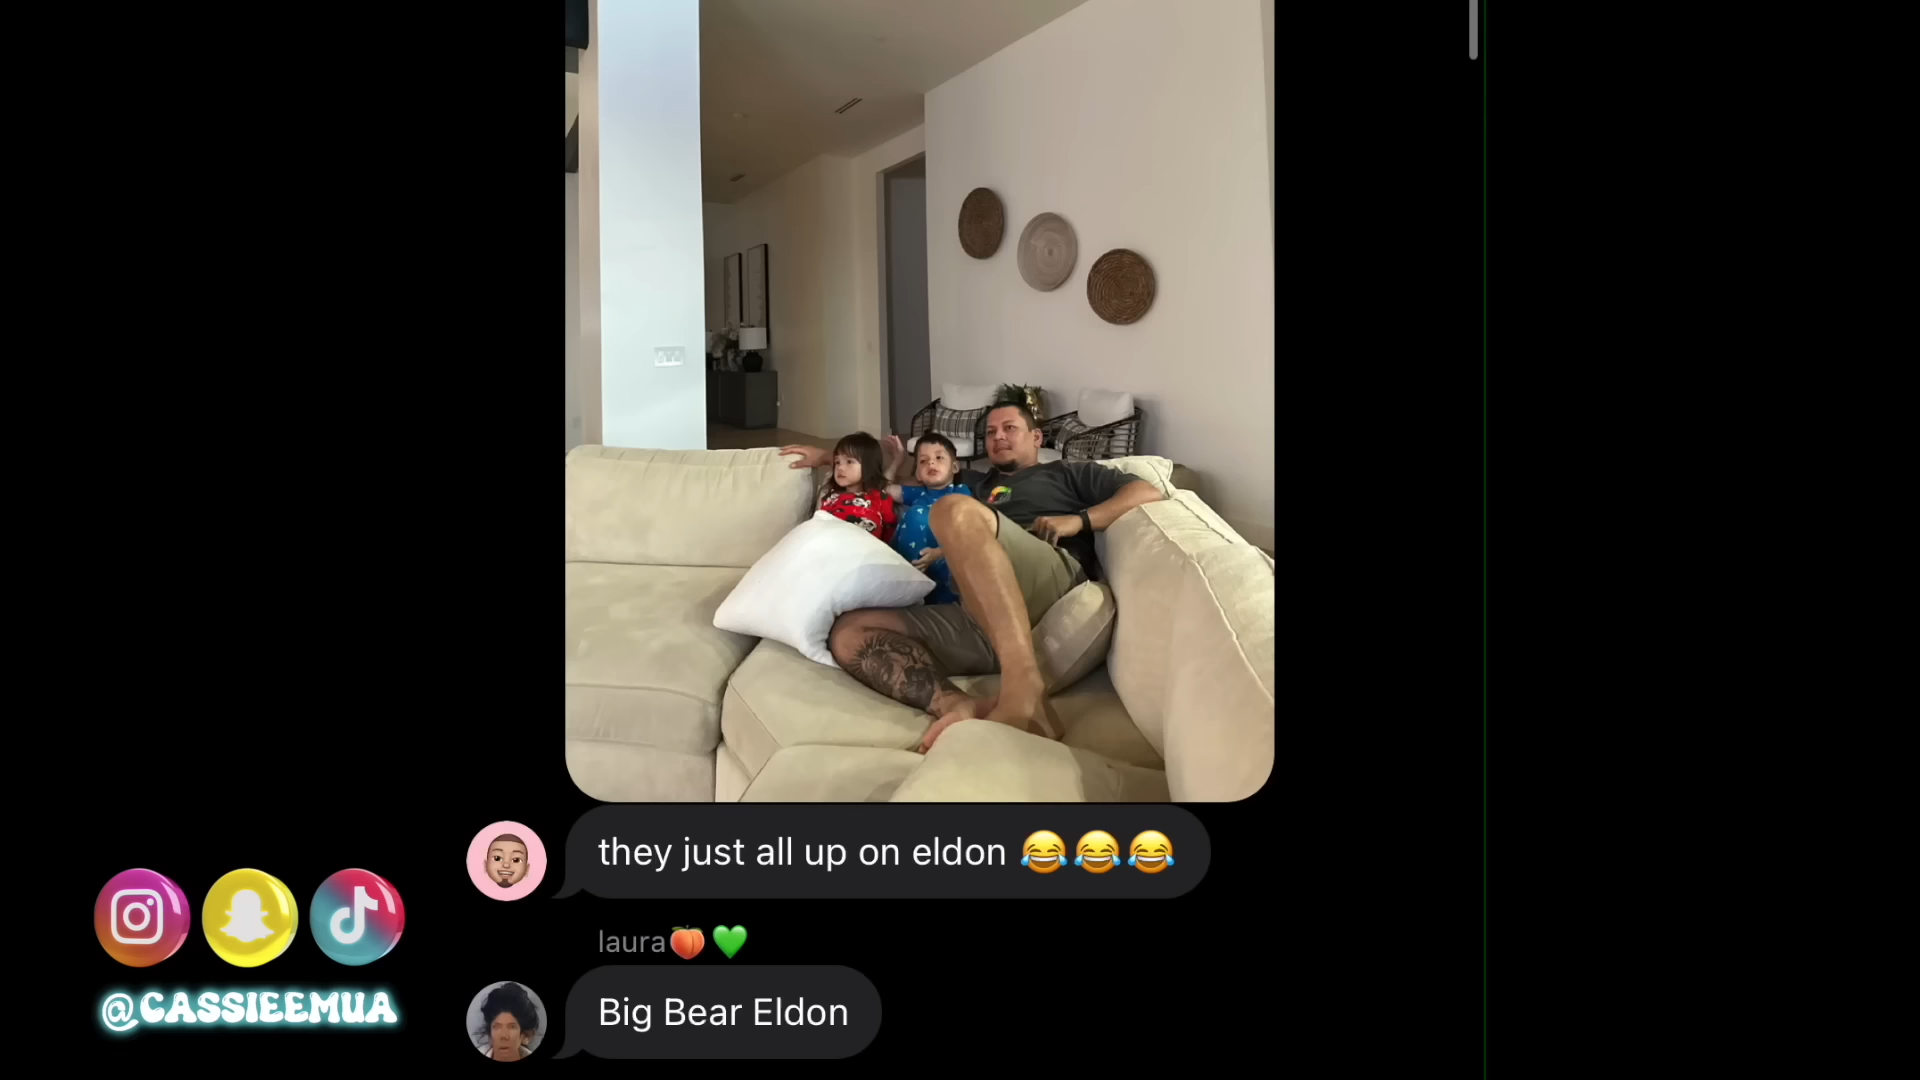 they just all up on eldon 😂😂😂
laura🍑💚
Big Bear Eldon
@CASSIEEMUA